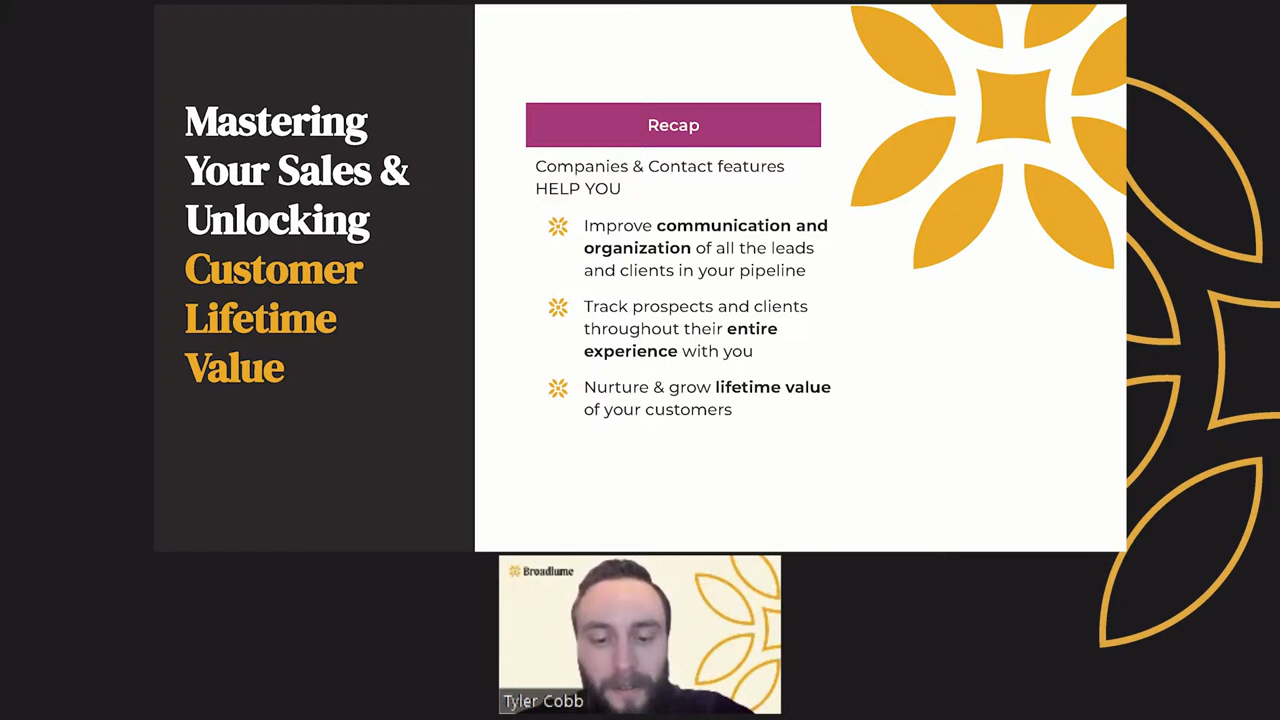 Mastering
Your Sales &
Unlocking
Customer
Lifetime
Value
Recap
Companies & Contact features
HELP YOU
Improve communication and
organization of all the leads
and clients in your pipeline
Track prospects and clients
throughout their entire
experience with you
Nurture & grow lifetime value
of your customers
Broadlume
Tyler Cobb